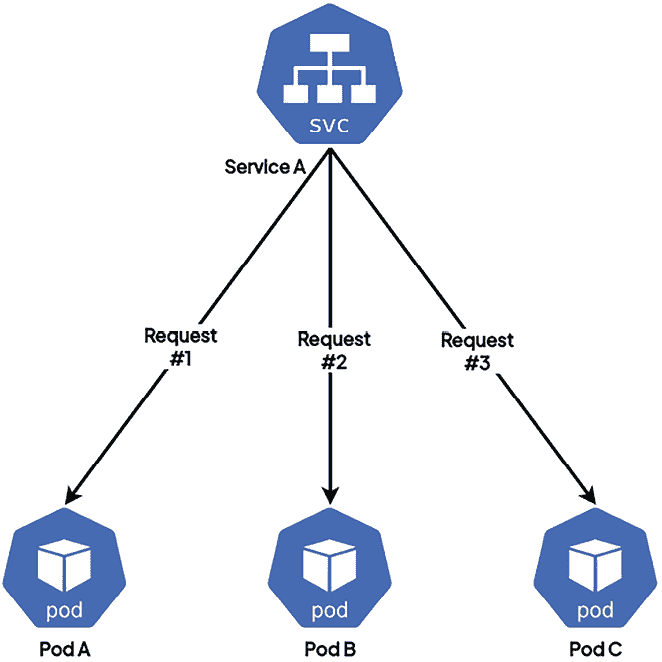 svc
Service A
Request
#1
Request
#2
Request
#3
pod
pod
pod
Pod A
Pod B
Pod C